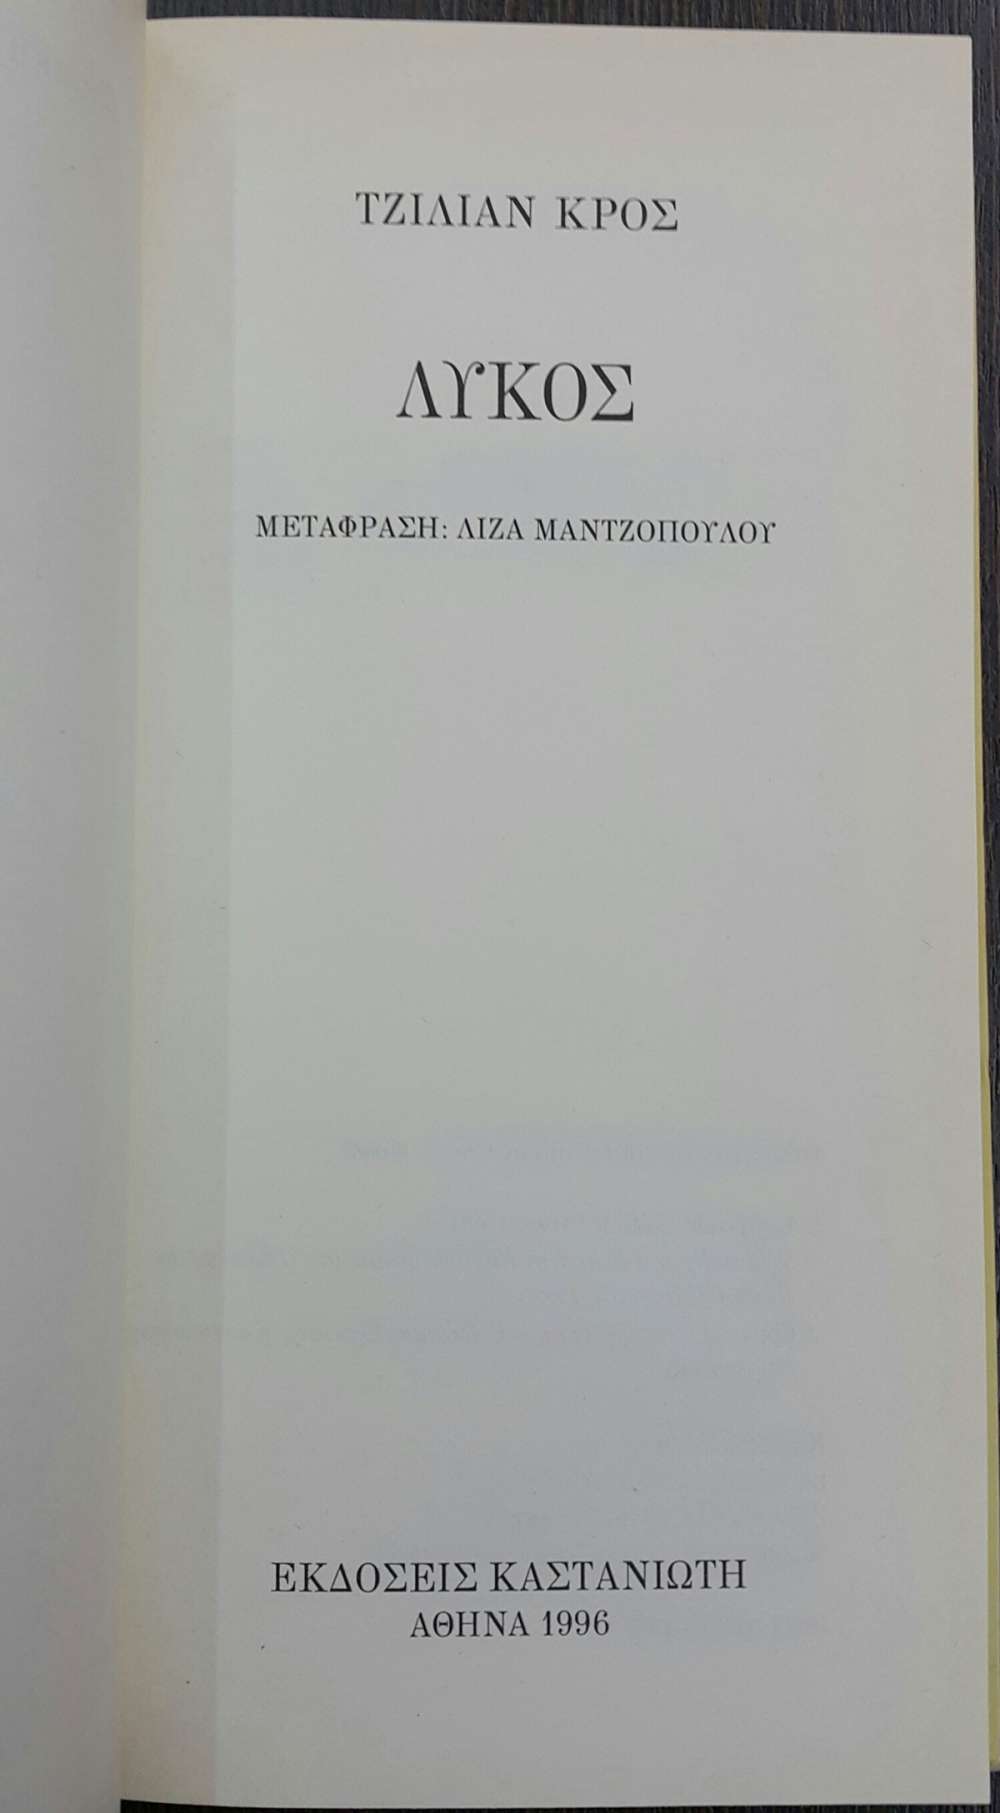 ΤΖΙΛΙΑΝ ΚΡΟΣ
ΛΥΚΟΣ
ΜΕΤΑΦΡΑΣΗ: ΛΙΖΑ ΜΑΝΤΖΟΠΟΥΛΟΥ
ΕΚΔΟΣΕΙΣ ΚΑΣΤΑΝΙΩΤΗ
ΑΘΗΝΑ 1996